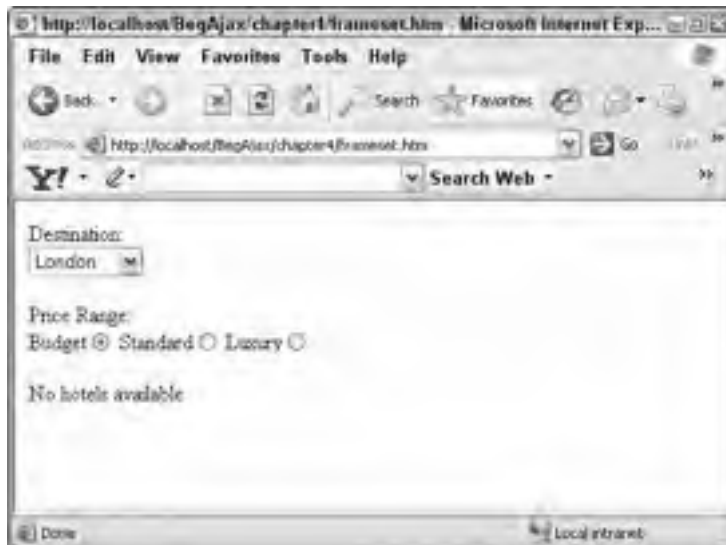 http://localhost/BegAjax/chapter4/frameset.htm - Microsoft Internet Exp...
File Edit View Favorites Tools Help
Back Search Favorites
Address http://localhost/BegAjax/chapter4/frameset.htm Go Links
Y! Search Web
Destination:
London
Price Range:
Budget Standard Luxury
No hotels available
Done Local intranet